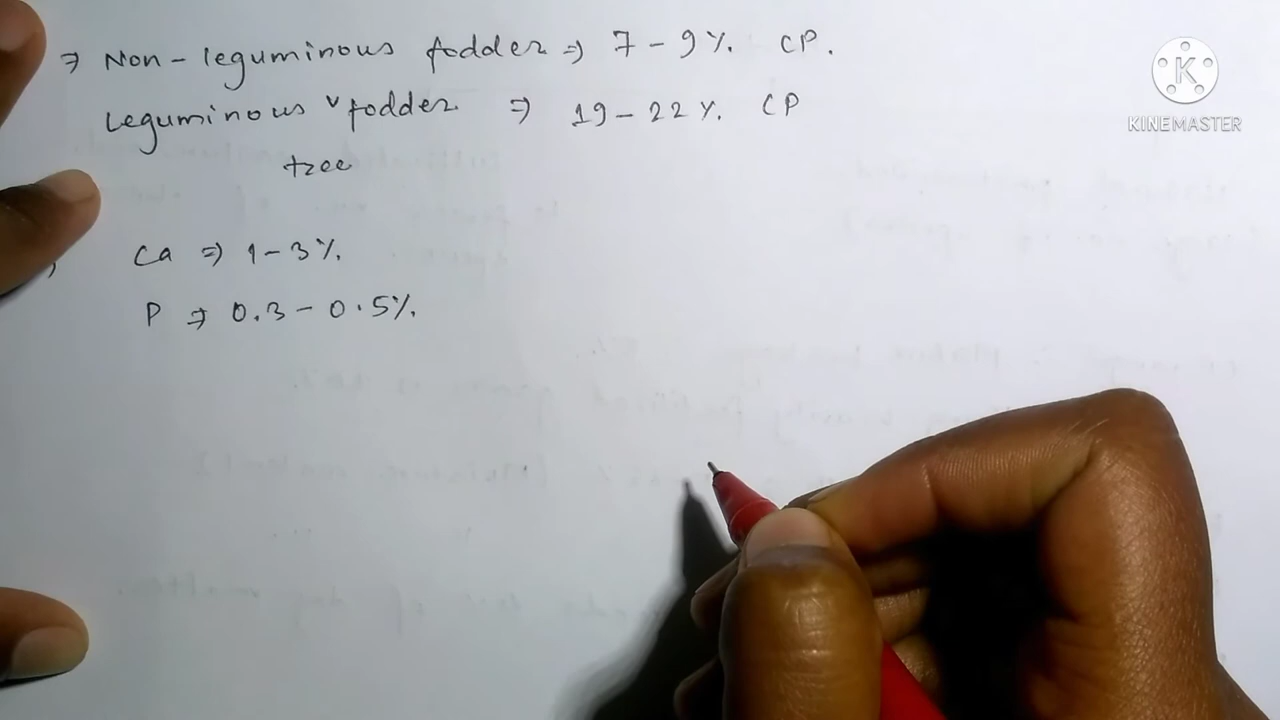 ⇒ Non-leguminous fodder ⇒ 7-9%. CP.
Leguminous ᵛ fodder. ⇒ 19-22%. CP
tree
Ca ⇒ 1-3%.
P ⇒ 0.3-0.5%.
K
KINEMASTER